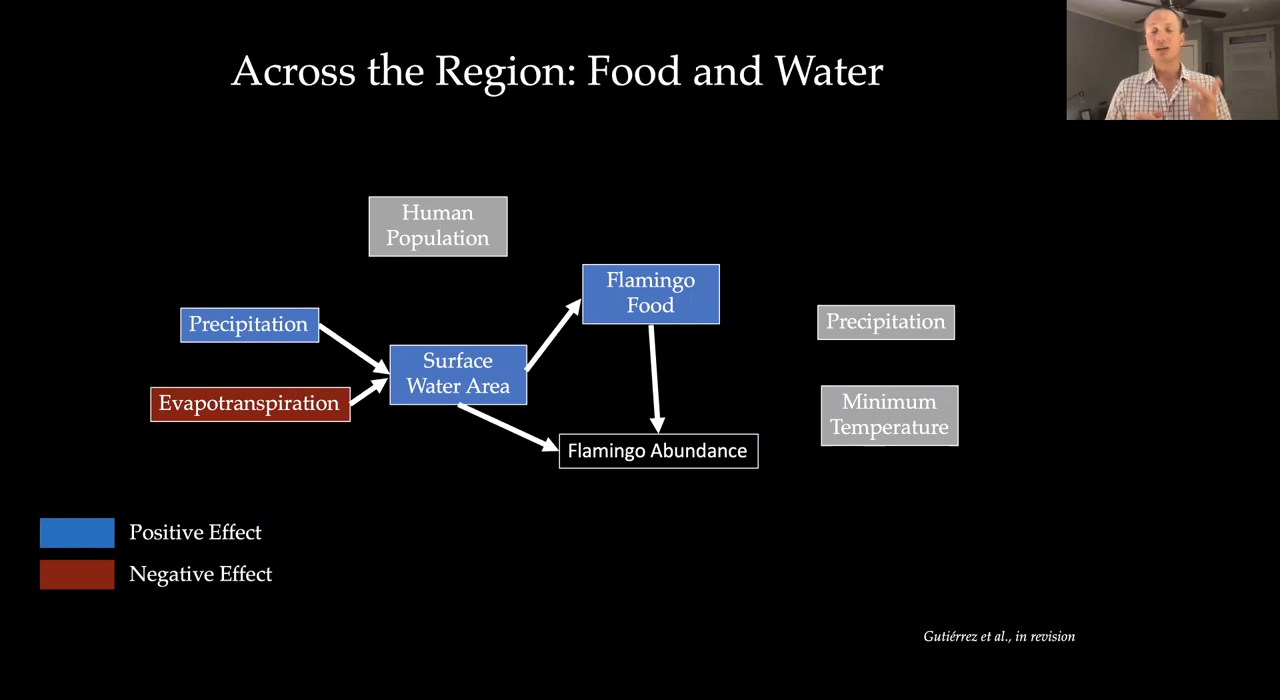 Across the Region: Food and Water
Human
Population
Flamingo
Food
Precipitation
Precipitation
Surface
Water Area
Evapotranspiration
Minimum
Temperature
Flamingo Abundance
Positive Effect
Negative Effect
Gutiérrez et al., in revision